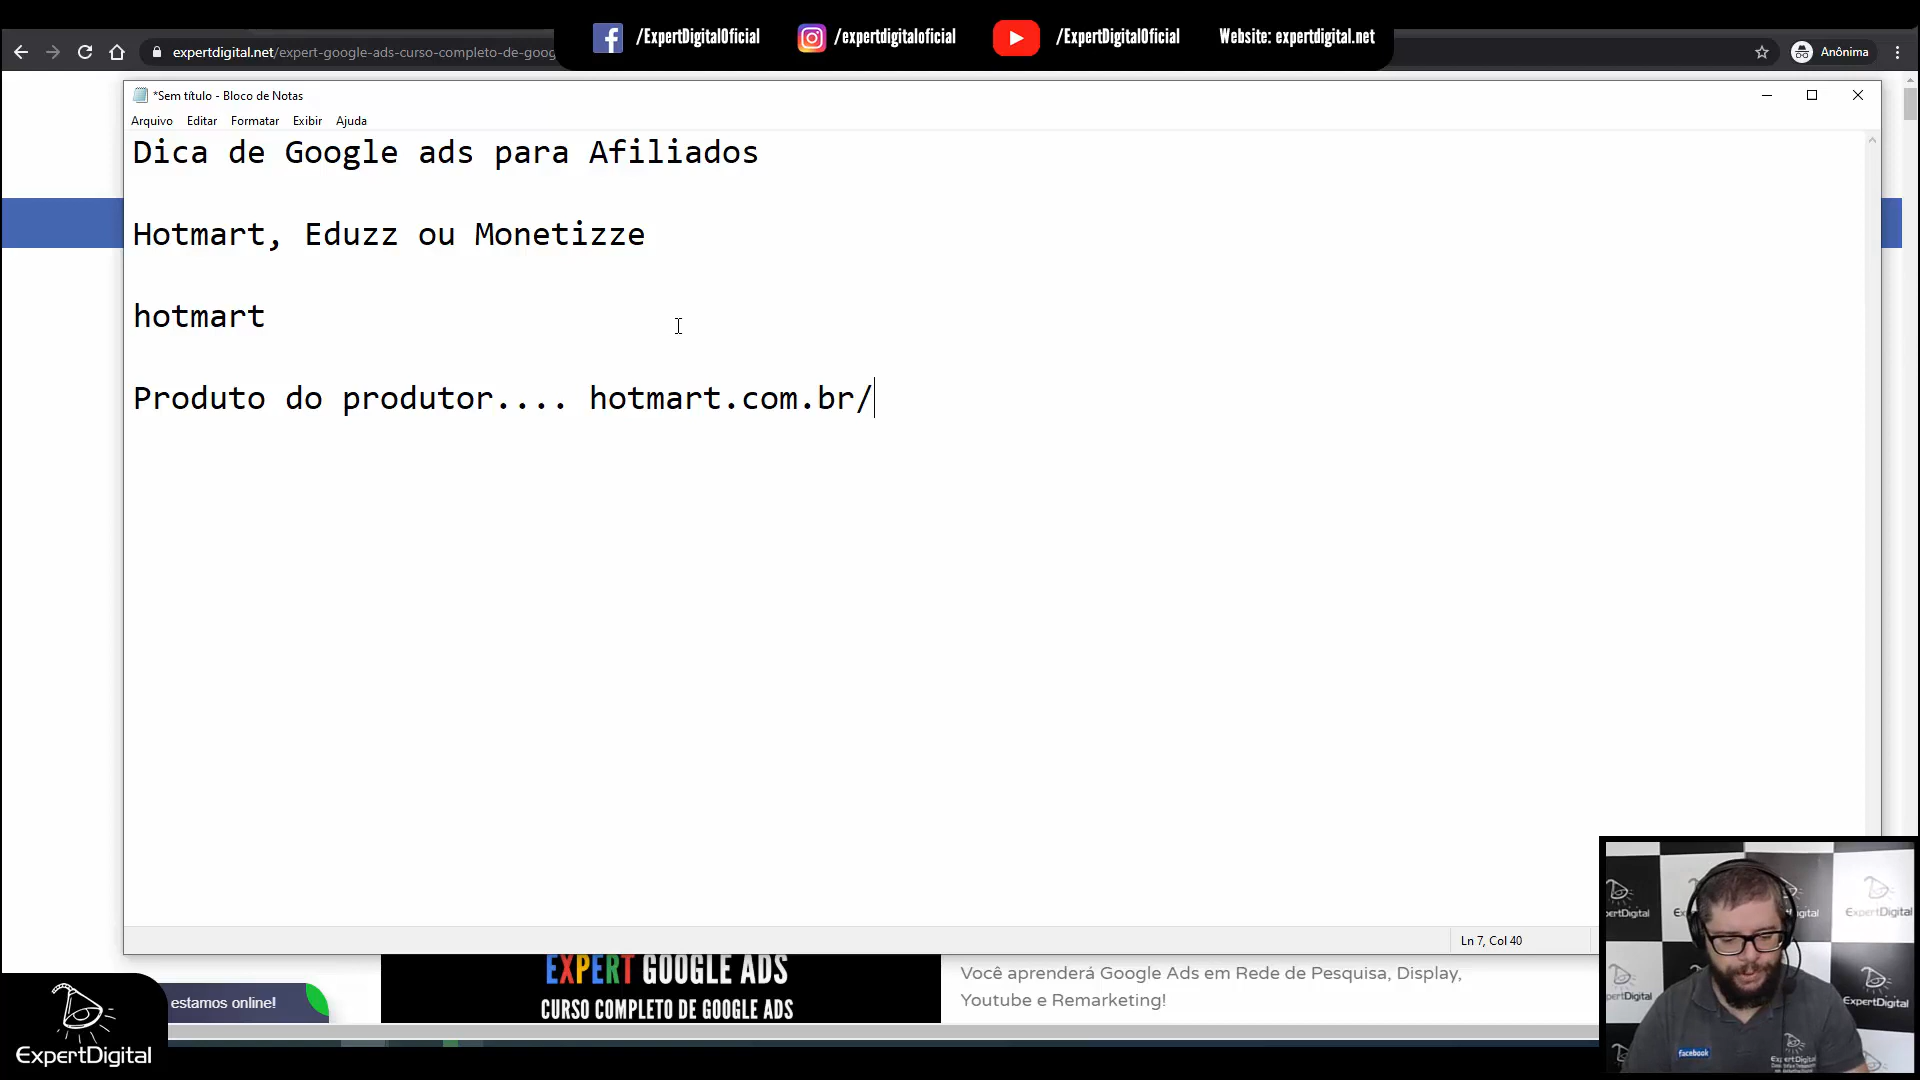 /ExpertDigitalOficial
/expertdigitaloficial
/ExpertDigitalOficial
Website: expertdigital.net
expertdigital.net/expert-google-ads-curso-completo-de-goog
Anônima
*Sem título - Bloco de Notas
Arquivo Editar Formatar Exibir Ajuda
Dica de Google ads para Afiliados
Hotmart, Eduzz ou Monetizze
hotmart
Produto do produtor.... hotmart.com.br/
Ln 7, Col 40
EXPERT GOOGLE ADS
CURSO COMPLETO DE GOOGLE ADS
Você aprenderá Google Ads em Rede de Pesquisa, Display,
Youtube e Remarketing!
estamos online!
ExpertDigital
ExpertDigital
ExpertDigital
facebook